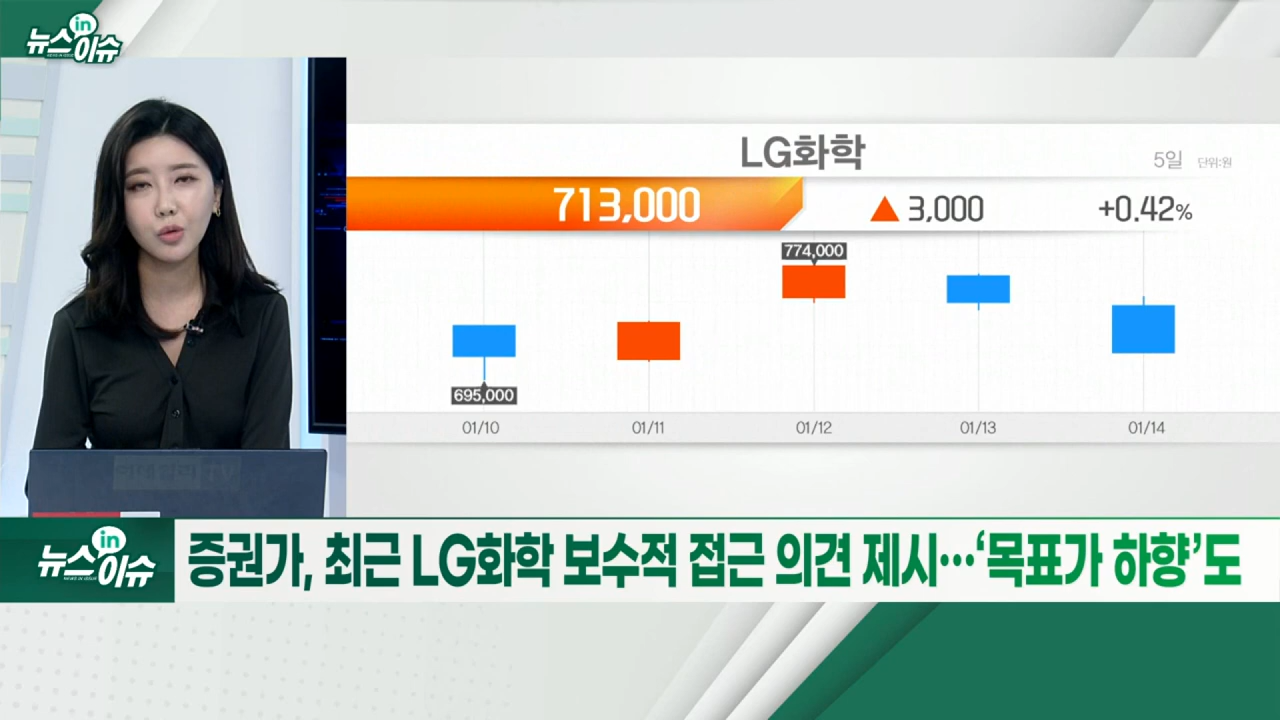 뉴스in이슈
LG화학
5일 단위:원
713,000 ▲ 3,000 +0.42%
774,000
695,000
01/10 01/11 01/12 01/13 01/14
뉴스in이슈
NEWS IN ISSUE
증권가, 최근 LG화학 보수적 접근 의견 제시…‘목표가 하향’도